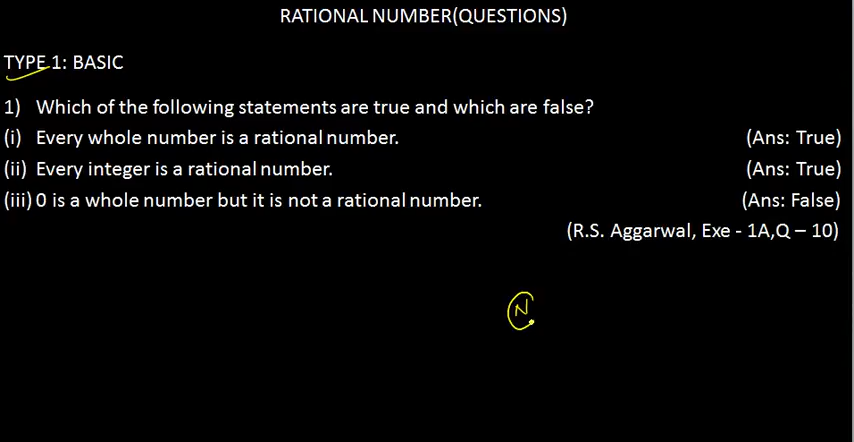 RATIONAL NUMBER(QUESTIONS)
TYPE 1: BASIC
1) Which of the following statements are true and which are false?
(i) Every whole number is a rational number. (Ans: True)
(ii) Every integer is a rational number. (Ans: True)
(iii) 0 is a whole number but it is not a rational number. (Ans: False)
(R.S. Aggarwal, Exe - 1A,Q – 10)
N